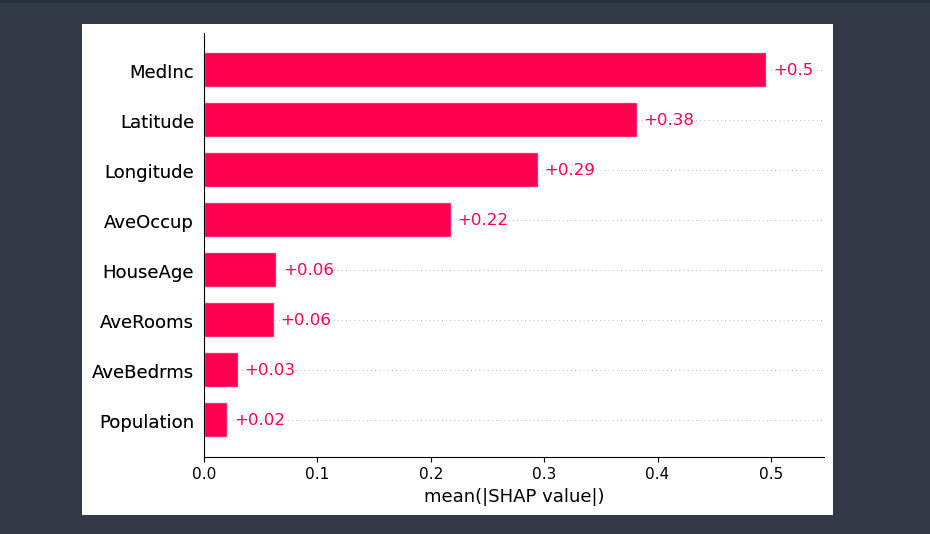 MedInc +0.5
Latitude +0.38
Longitude +0.29
AveOccup +0.22
HouseAge +0.06
AveRooms +0.06
AveBedrms +0.03
Population +0.02
0.0 0.1 0.2 0.3 0.4 0.5
mean(|SHAP value|)